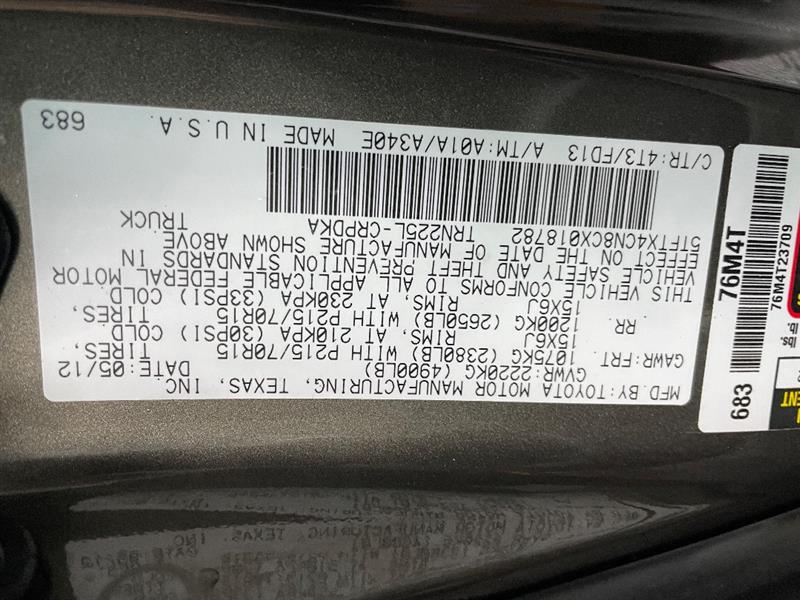 MFD.BY:TOYOTA MOTOR MANUFACTURING, TEXAS, INC.
GVWR:2220KG (4900LB) DATE:05/12
GAWR:FRT. 1075KG (2380LB) WITH P215/70R15 TIRES,
15X6J RIMS, AT 210KPA (30PSI) COLD
RR. 1200KG (2650LB) WITH P215/70R15 TIRES,
15X6J RIMS, AT 230KPA (33PSI) COLD
THIS VEHICLE CONFORMS TO ALL APPLICABLE FEDERAL MOTOR
VEHICLE SAFETY AND THEFT PREVENTION STANDARDS IN
EFFECT ON THE DATE OF MANUFACTURE SHOWN ABOVE
5TFTX4CN8CX018782 TRN225L-CRPDKA TRUCK
C/TR:4T3/FD13 A/TM:A01A/A340E MADE IN U.S.A. 683
683 76M4T
76M4T23709
lbs.
lb.